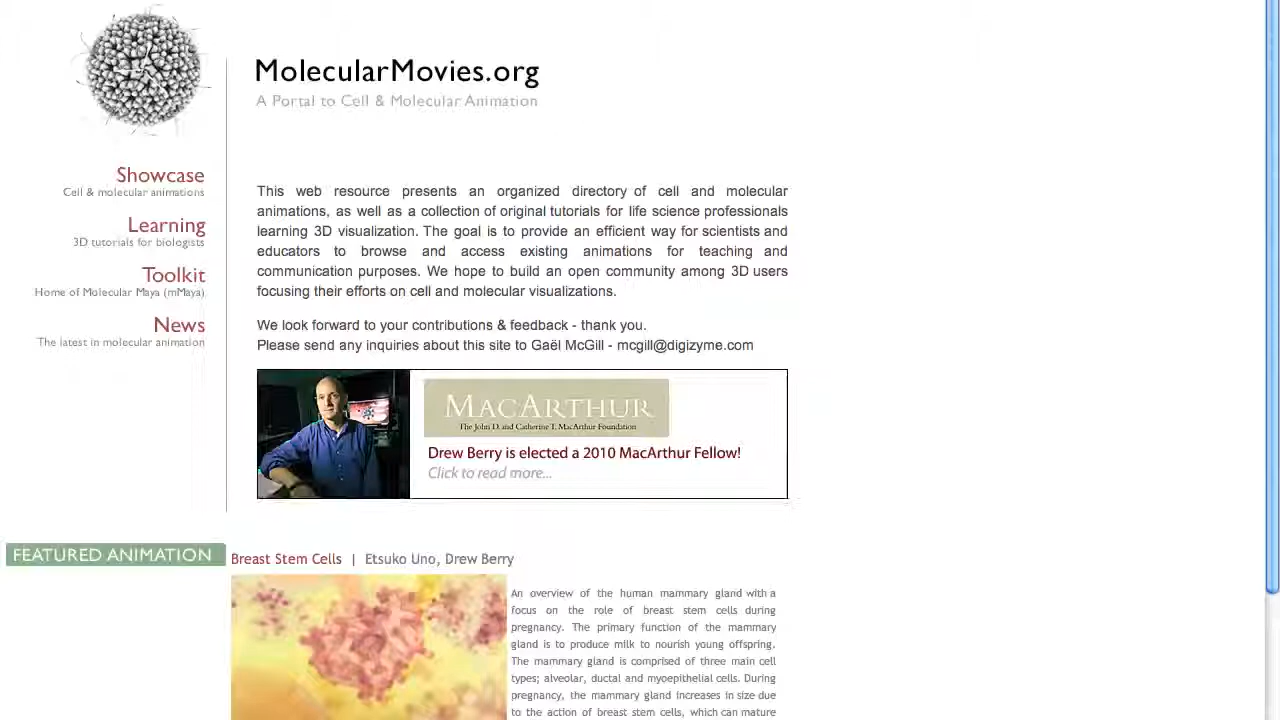 MolecularMovies.org
A Portal to Cell & Molecular Animation
Showcase
Cell & molecular animations
Learning
3D tutorials for biologists
Toolkit
Home of Molecular Maya (mMaya)
News
The latest in molecular animation
This web resource presents an organized directory of cell and molecular
animations, as well as a collection of original tutorials for life science professionals
learning 3D visualization. The goal is to provide an efficient way for scientists and
educators to browse and access existing animations for teaching and
communication purposes. We hope to build an open community among 3D users
focusing their efforts on cell and molecular visualizations.
We look forward to your contributions & feedback - thank you.
Please send any inquiries about this site to Gaël McGill - mcgill@digizyme.com
MACARTHUR
The John D. and Catherine T. MacArthur Foundation
Drew Berry is elected a 2010 MacArthur Fellow!
Click to read more...
FEATURED ANIMATION
Breast Stem Cells | Etsuko Uno, Drew Berry
An overview of the human mammary gland with a
focus on the role of breast stem cells during
pregnancy. The primary function of the mammary
gland is to produce milk to nourish young offspring.
The mammary gland is comprised of three main cell
types; alveolar, ductal and myoepithelial cells. During
pregnancy, the mammary gland increases in size due
to the action of breast stem cells, which can mature